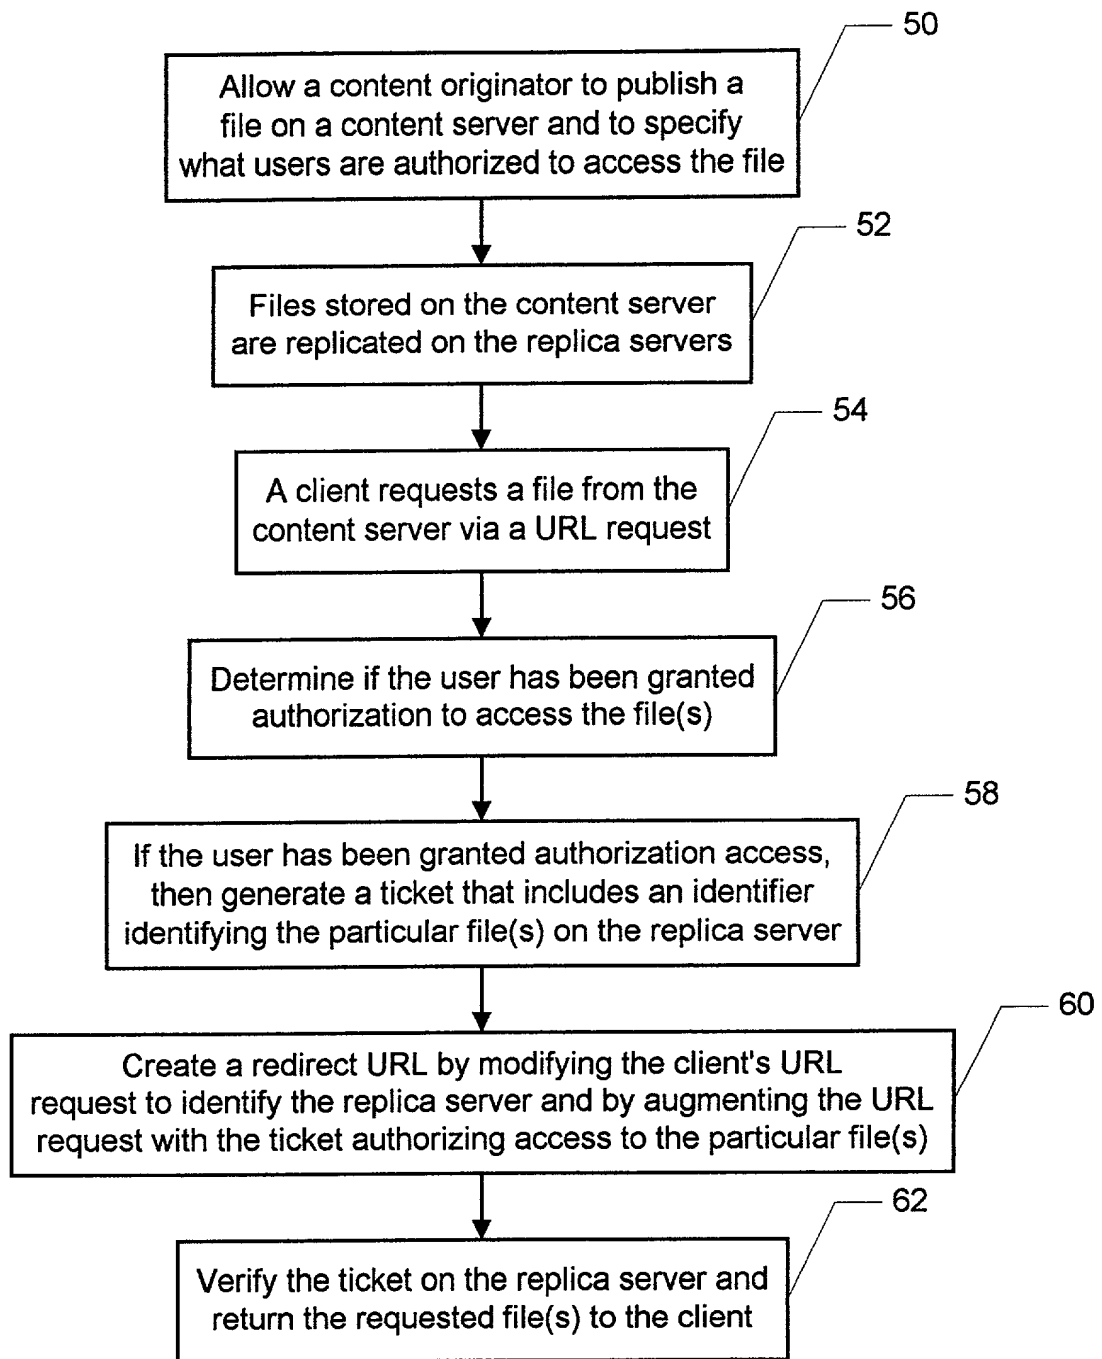 50
Allow a content originator to publish a
file on a content server and to specify
what users are authorized to access the file
52
Files stored on the content server
are replicated on the replica servers
54
A client requests a file from the
content server via a URL request
56
Determine if the user has been granted
authorization to access the file(s)
58
If the user has been granted authorization access,
then generate a ticket that includes an identifier
identifying the particular file(s) on the replica server
60
Create a redirect URL by modifying the client's URL
request to identify the replica server and by augmenting the URL
request with the ticket authorizing access to the particular file(s)
62
Verify the ticket on the replica server and
return the requested file(s) to the client